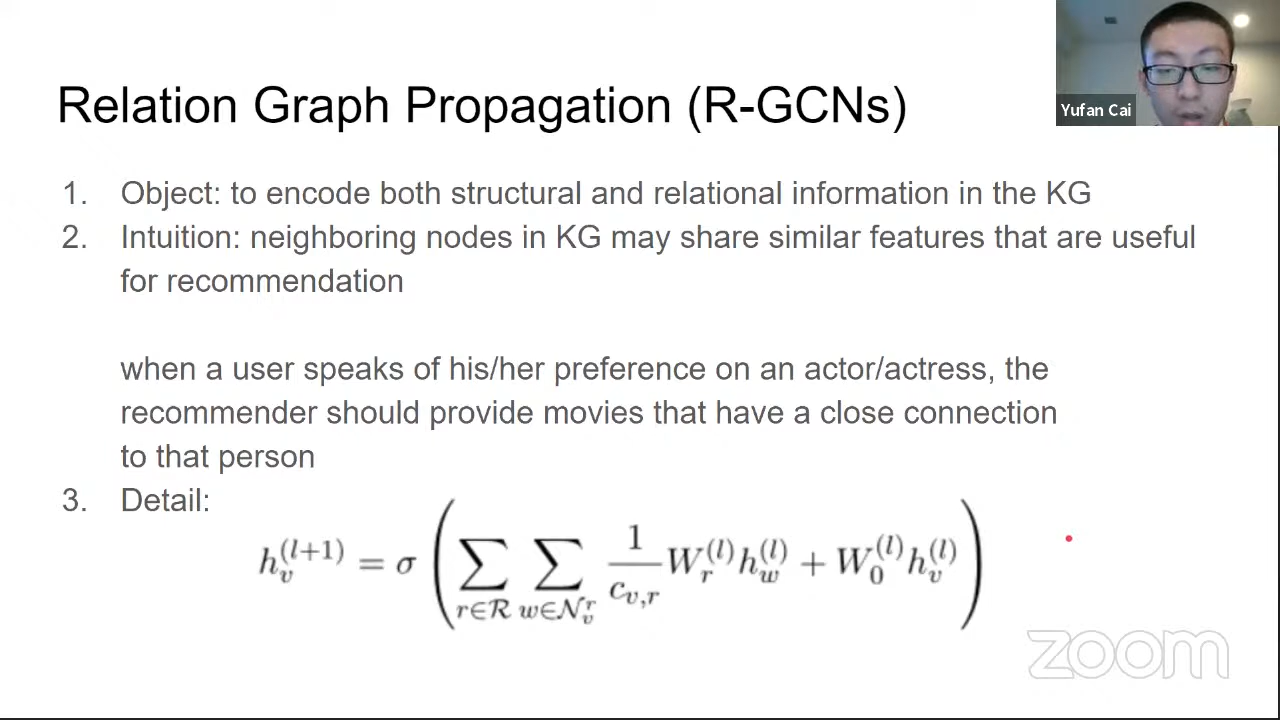 Relation Graph Propagation (R-GCNs)
Yufan Cai
1. Object: to encode both structural and relational information in the KG
2. Intuition: neighboring nodes in KG may share similar features that are useful
for recommendation
when a user speaks of his/her preference on an actor/actress, the
recommender should provide movies that have a close connection
to that person
3. Detail:
h_v^{(l+1)} = σ ( ∑_{r∈R} ∑_{w∈N_v^r} \frac{1}{c_{v,r}} W_r^{(l)} h_w^{(l)} + W_0^{(l)} h_v^{(l)} )
zoom